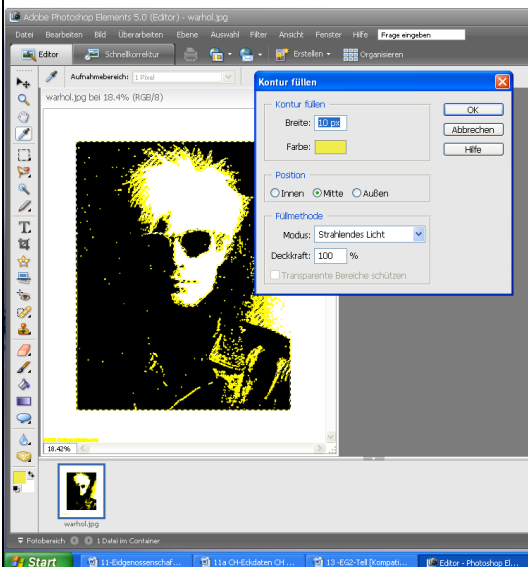 Adobe Photoshop Elements 5.0 (Editor) - warhol.jpg
Datei Bearbeiten Bild Überarbeiten Ebene Auswahl Filter Ansicht Fenster Hilfe Frage eingeben
Editor Schnellkorrektur Erstellen Organisieren
Aufnahmebereich: 1 Pixel
warhol.jpg bei 18.4% (RGB/8)
Kontur füllen
Kontur füllen
Breite: 10 px
Farbe:
OK
Abbrechen
Hilfe
Position
Innen Mitte Außen
Füllmethode
Modus: Strahlendes Licht
Deckkraft: 100 %
Transparente Bereiche schützen
18.42%
warhol.jpg
Fotobereich 1 Datei im Container
Start 11-Eidgenossenschaf... 11a CH-Eckdaten CH ... 13 -EG2-Teil [Kompati... Editor - Photoshop El...